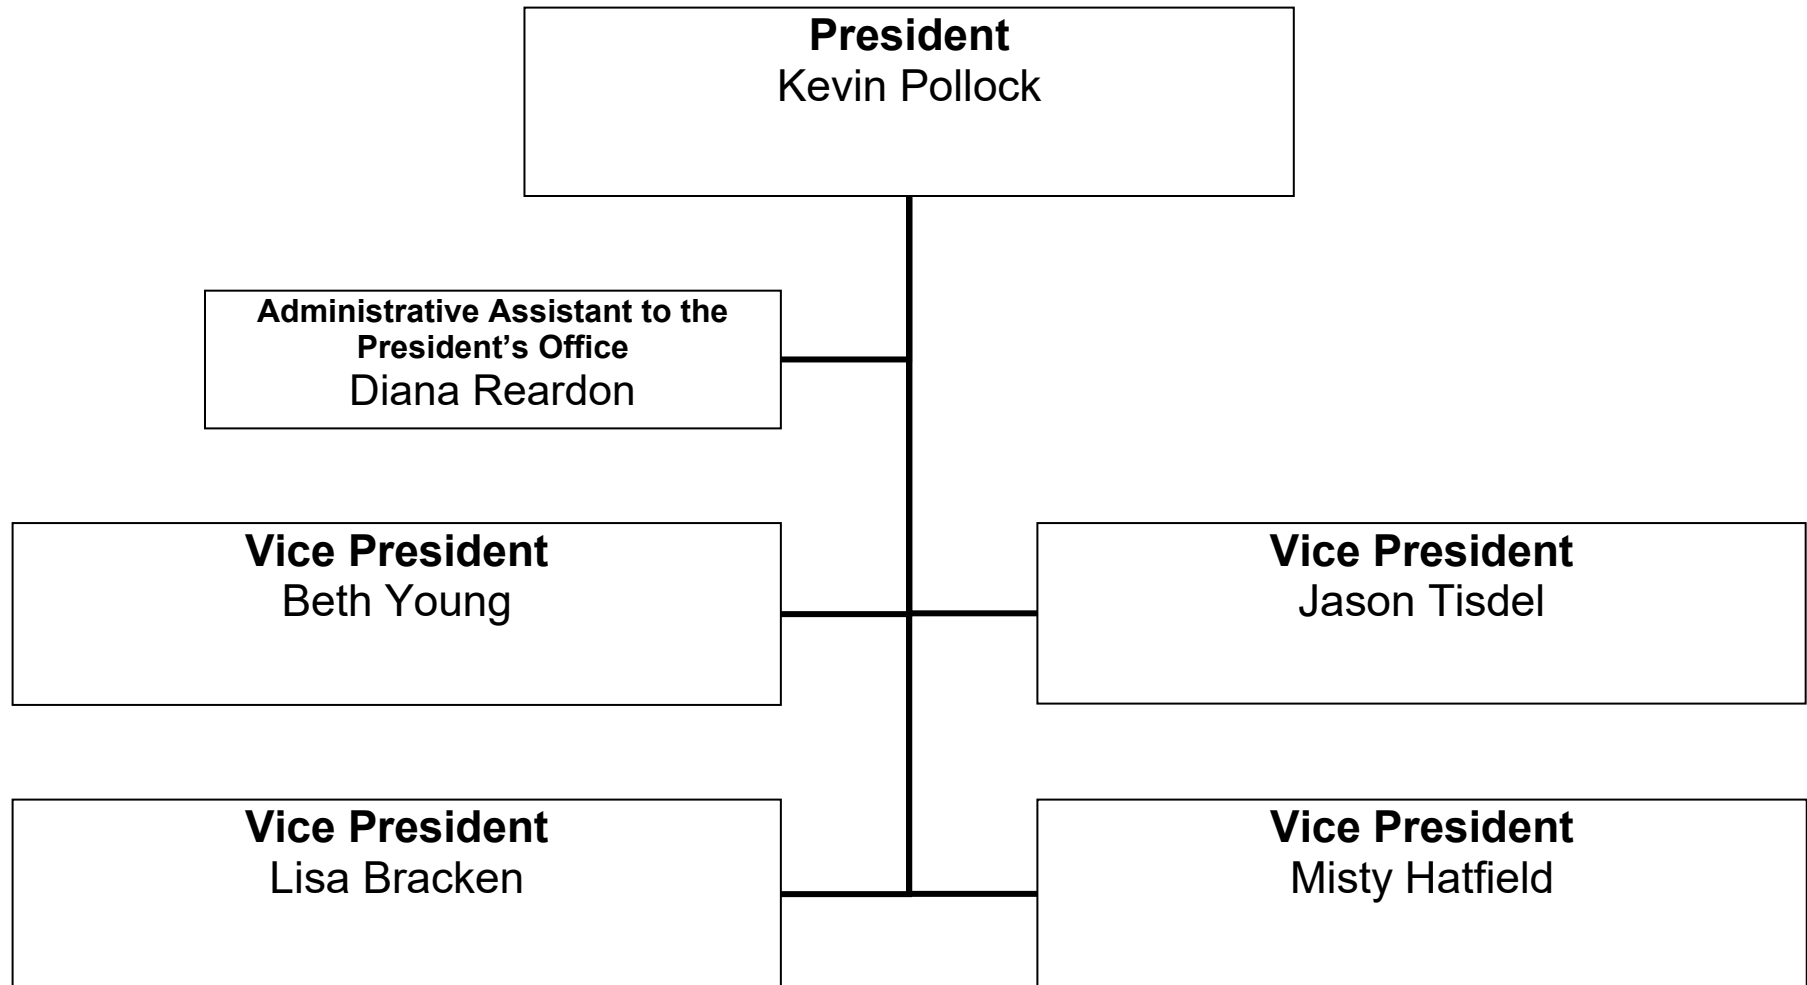 President
Kevin Pollock
Administrative Assistant to the
President’s Office
Diana Reardon
Vice President
Beth Young
Vice President
Jason Tisdel
Vice President
Lisa Bracken
Vice President
Misty Hatfield